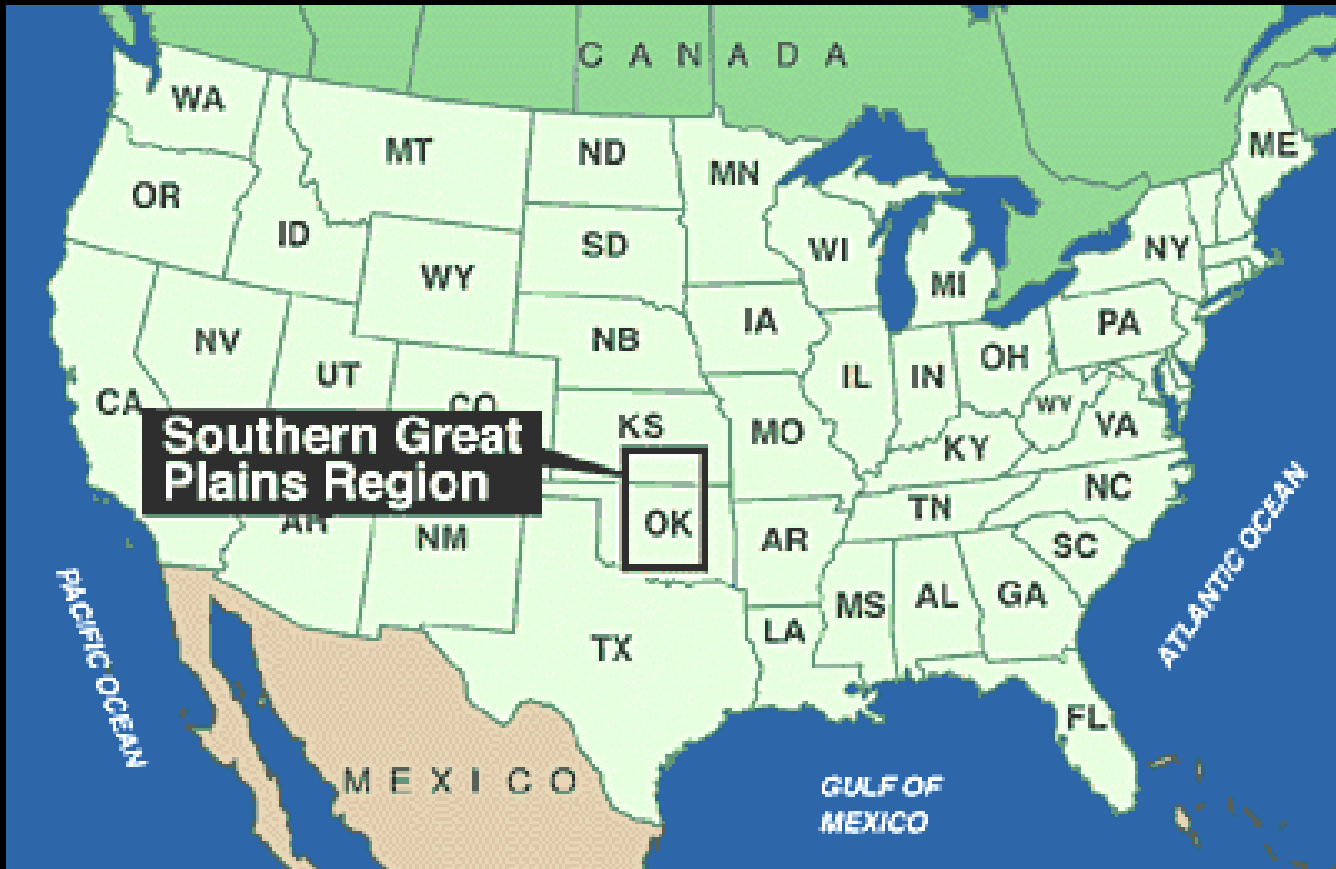 CANADA
WA
MT
ND
MN
ME
OR
ID
SD
WI
NY
WY
MI
NV
UT
NB
IA
PA
CA
CO
IL
IN
OH
WV
VA
KS
MO
KY
Southern Great
Plains Region
NC
TN
NM
OK
AR
SC
MS
AL
GA
LA
TX
FL
PACIFIC OCEAN
ATLANTIC OCEAN
MEXICO
GULF OF
MEXICO